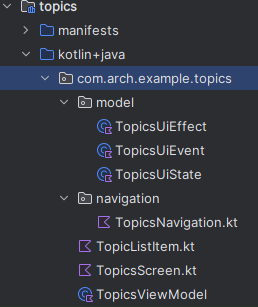 topics
manifests
kotlin+java
com.arch.example.topics
model
TopicsUiEffect
TopicsUiEvent
TopicsUiState
navigation
TopicsNavigation.kt
TopicListItem.kt
TopicsScreen.kt
TopicsViewModel